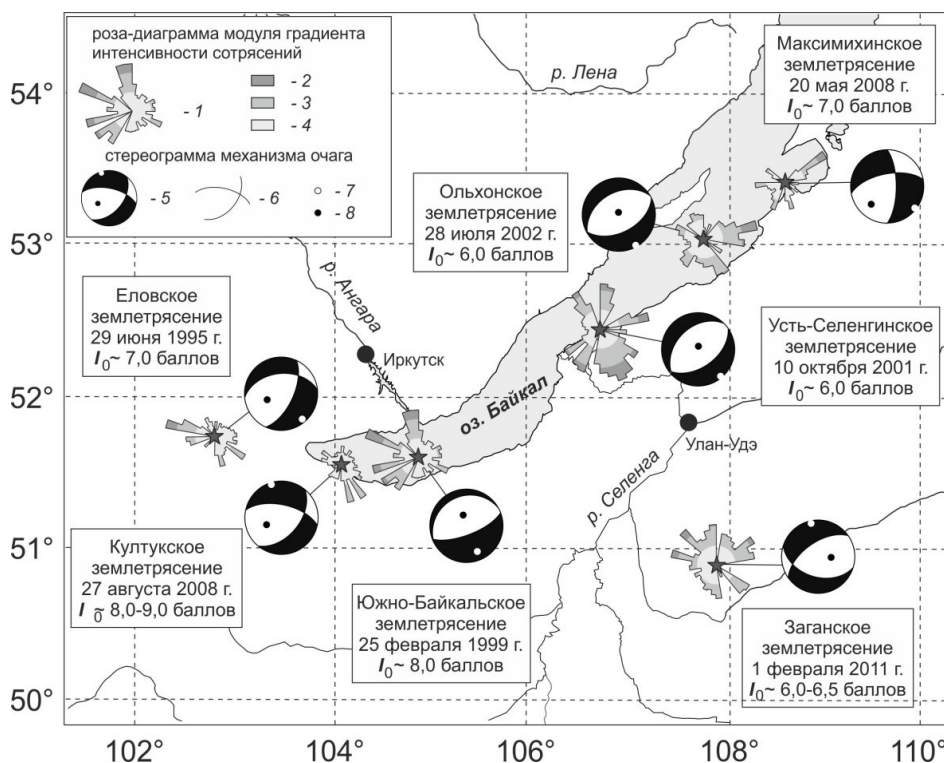 роза-диаграмма модуля градиента
интенсивности сотрясений
- 1
- 2
- 3
- 4
стереограмма механизма очага
- 5
- 6
- 7
- 8
р. Лена
Максимихинское
землетрясение
20 мая 2008 г.
I₀~ 7,0 баллов
Ольхонское
землетрясение
28 июля 2002 г.
I₀~ 6,0 баллов
р. Ангара
Еловское
землетрясение
29 июня 1995 г.
I₀~ 7,0 баллов
Иркутск
оз. Байкал
Усть-Селенгинское
землетрясение
10 октября 2001 г.
I₀~ 6,0 баллов
Улан-Удэ
р. Селенга
Култукское
землетрясение
27 августа 2008 г.
I₀~ 8,0-9,0 баллов
Южно-Байкальское
землетрясение
25 февраля 1999 г.
I₀~ 8,0 баллов
Заганское
землетрясение
1 февраля 2011 г.
I₀~ 6,0-6,5 баллов
54°
53°
52°
51°
50°
102°
104°
106°
108°
110°